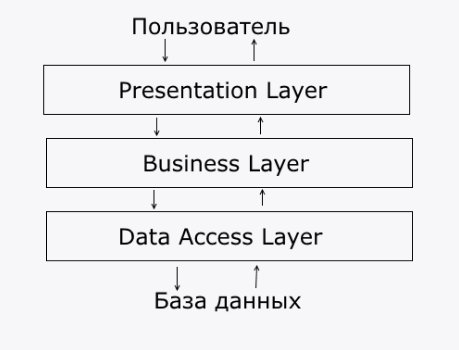 Пользователь
Presentation Layer
Business Layer
Data Access Layer
База данных